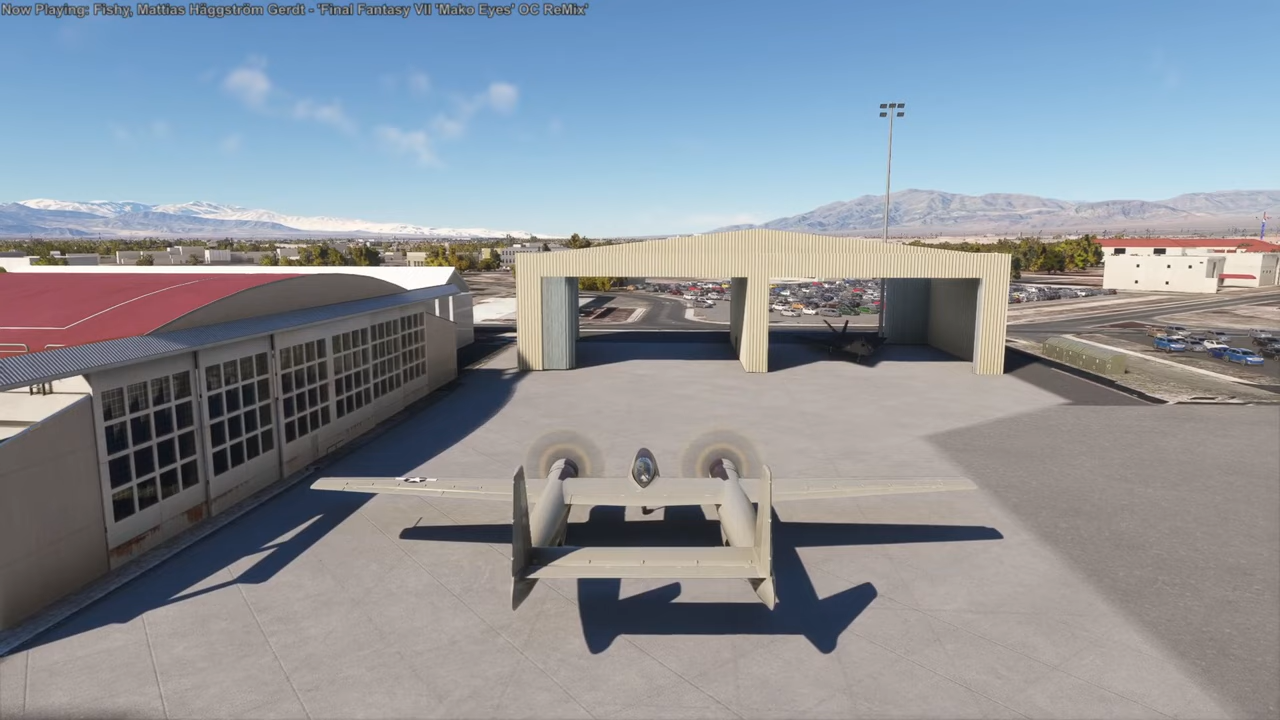 Now Playing: Fishy, Mattias Häggström Gerdt - 'Final Fantasy VII 'Mako Eyes' OC ReMix'